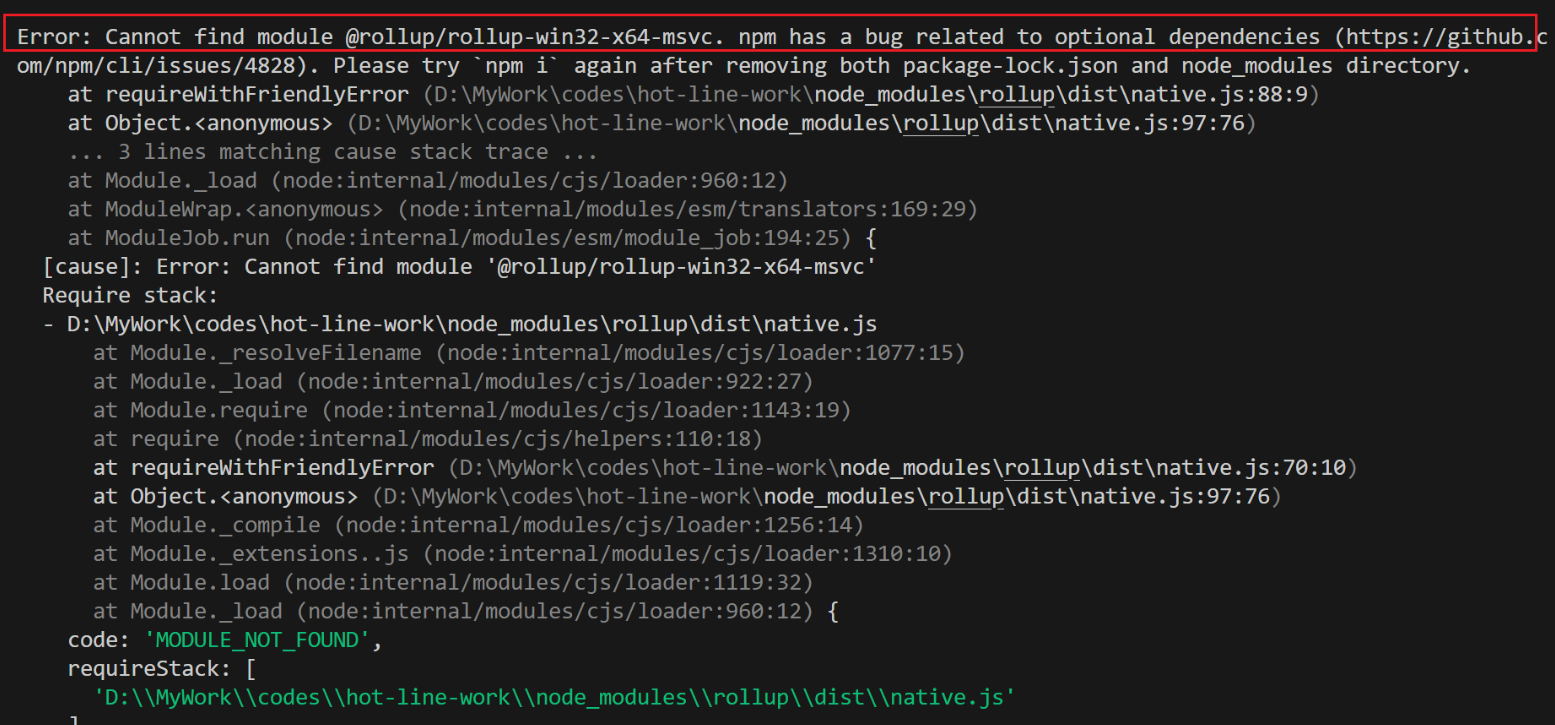 Error: Cannot find module @rollup/rollup-win32-x64-msvc. npm has a bug related to optional dependencies (https://github.c
om/npm/cli/issues/4828). Please try `npm i` again after removing both package-lock.json and node_modules directory.
at requireWithFriendlyError (D:\MyWork\codes\hot-line-work\node_modules\rollup\dist\native.js:88:9)
at Object.<anonymous> (D:\MyWork\codes\hot-line-work\node_modules\rollup\dist\native.js:97:76)
... 3 lines matching cause stack trace ...
at Module._load (node:internal/modules/cjs/loader:960:12)
at ModuleWrap.<anonymous> (node:internal/modules/esm/translators:169:29)
at ModuleJob.run (node:internal/modules/esm/module_job:194:25) {
[cause]: Error: Cannot find module '@rollup/rollup-win32-x64-msvc'
Require stack:
- D:\MyWork\codes\hot-line-work\node_modules\rollup\dist\native.js
at Module._resolveFilename (node:internal/modules/cjs/loader:1077:15)
at Module._load (node:internal/modules/cjs/loader:922:27)
at Module.require (node:internal/modules/cjs/loader:1143:19)
at require (node:internal/modules/cjs/helpers:110:18)
at requireWithFriendlyError (D:\MyWork\codes\hot-line-work\node_modules\rollup\dist\native.js:70:10)
at Object.<anonymous> (D:\MyWork\codes\hot-line-work\node_modules\rollup\dist\native.js:97:76)
at Module._compile (node:internal/modules/cjs/loader:1256:14)
at Module._extensions..js (node:internal/modules/cjs/loader:1310:10)
at Module.load (node:internal/modules/cjs/loader:1119:32)
at Module._load (node:internal/modules/cjs/loader:960:12) {
code: 'MODULE_NOT_FOUND',
requireStack: [
'D:\\MyWork\\codes\\hot-line-work\\node_modules\\rollup\\dist\\native.js'
]